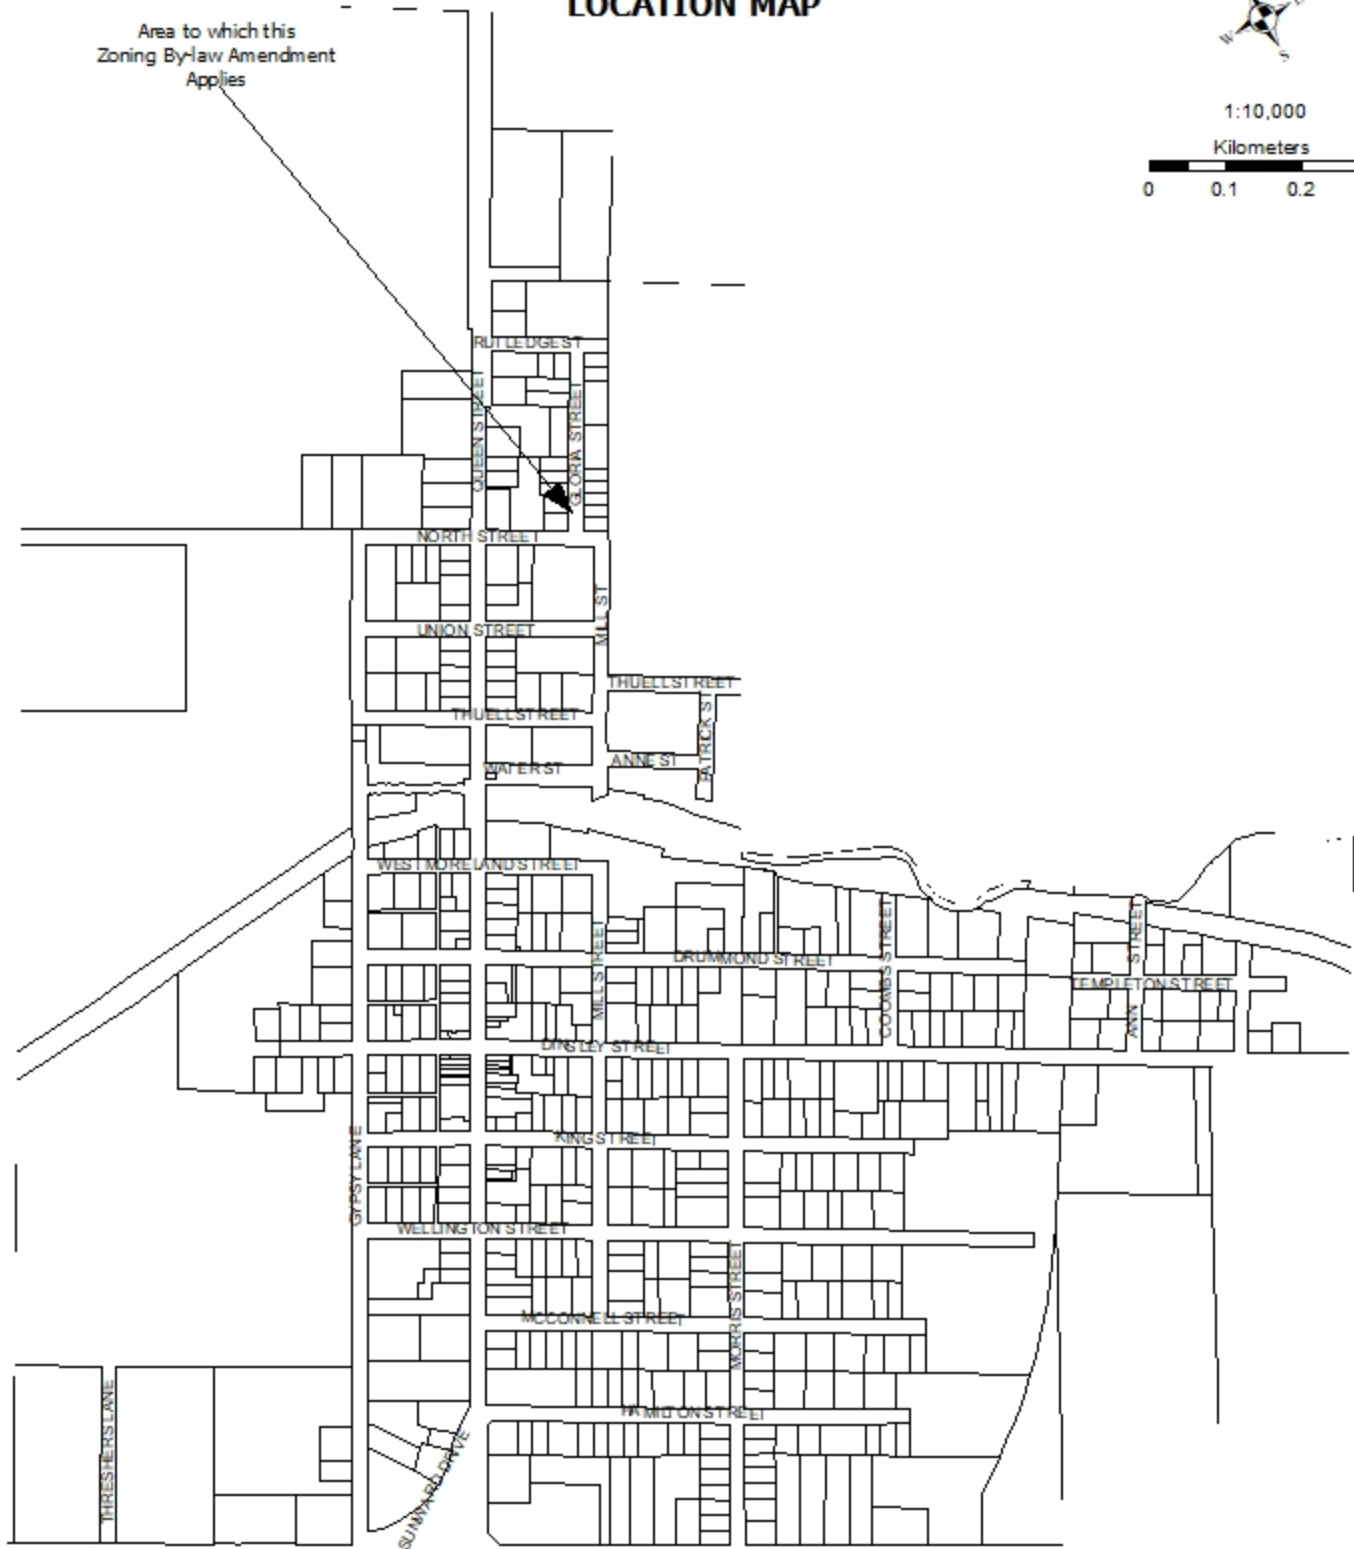 LOCATION MAP
Area to which this
Zoning By-law Amendment
Applies
W
S
1:10,000
Kilometers
0 0.1 0.2
RUTLEDGE ST
QUEEN STREET
GLORIA STREET
NORTH STREET
MILL ST
UNION STREET
THUELL STREET
THUELL STREET
PATRICK ST
ANNE ST
WATER ST
WESTMORELAND STREET
MILL STREET
DRUMMOND STREET
COOMBS STREET
ANN STREET
TEMPLETON STREET
DINSLEY STREET
KING STREET
GYPSY LANE
WELLINGTON STREET
MORRIS STREET
MCCONNELL STREET
HAMILTON STREET
THRESHERS LANE
SUNWARD DRIVE